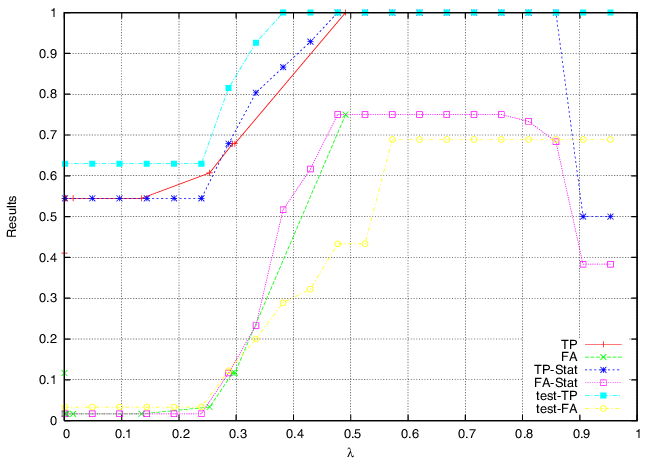 1
0.9
0.8
0.7
0.6
0.5
0.4
0.3
0.2
0.1
0
Results
TP
FA
TP-Stat
FA-Stat
test-TP
test-FA
0 0.1 0.2 0.3 0.4 0.5 0.6 0.7 0.8 0.9 1
λ